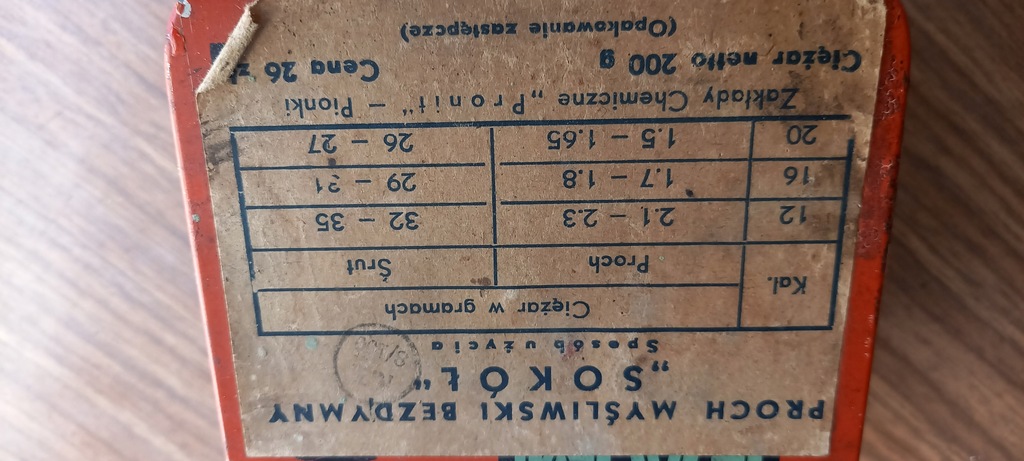 PROCH MYŚLIWSKI BEZDYMNY
„SOKÓŁ"
Sposób użycia
Kal. Ciężar w gramach
Proch Śrut
12 2.1 – 2.3 32 – 35
16 1.7 – 1.8 29 – 31
20 1.5 – 1.65 26 – 27
Zakłady Chemiczne „Pronit" – Pionki
Ciężar netto 200 g Cena 26 zł
(Opakowanie zastępcze)